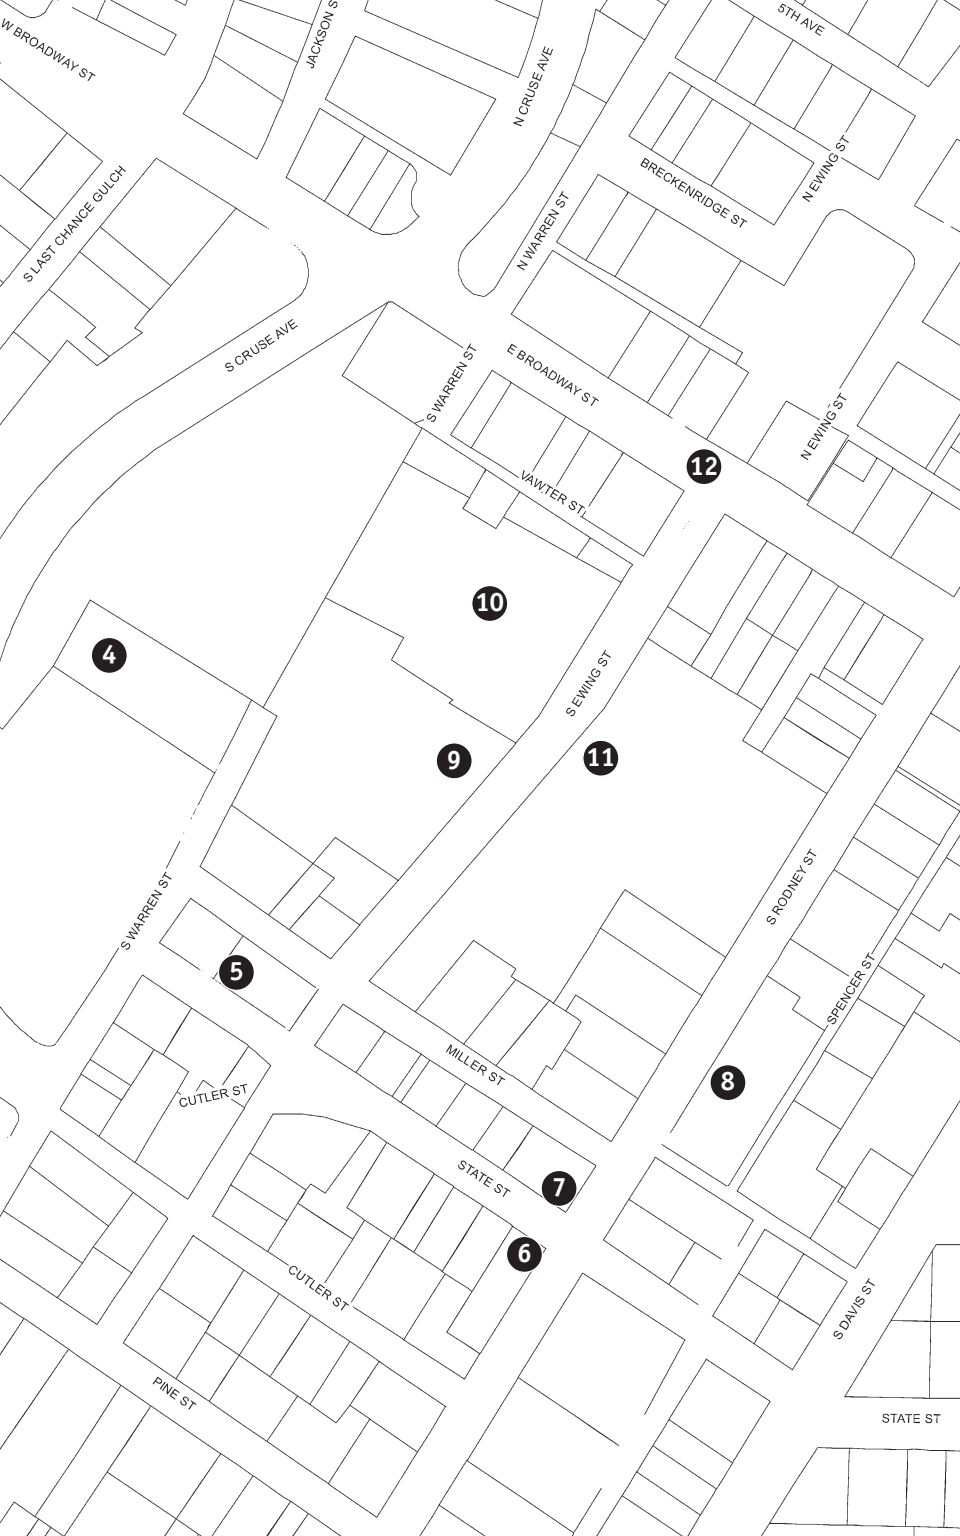 5TH AVE
W BROADWAY ST
JACKSON S
N CRUSE AVE
N EWING ST
BRECKENRIDGE ST
S LAST CHANCE GULCH
N WARREN ST
S CRUSE AVE
S WARREN ST
E BROADWAY ST
N EWING ST
12
VAWTER ST
10
4
S EWING ST
9
11
S RODNEY ST
S WARREN ST
5
SPENCER ST
MILLER ST
8
CUTLER ST
STATE ST
7
6
CUTLER ST
S DAVIS ST
PINE ST
STATE ST